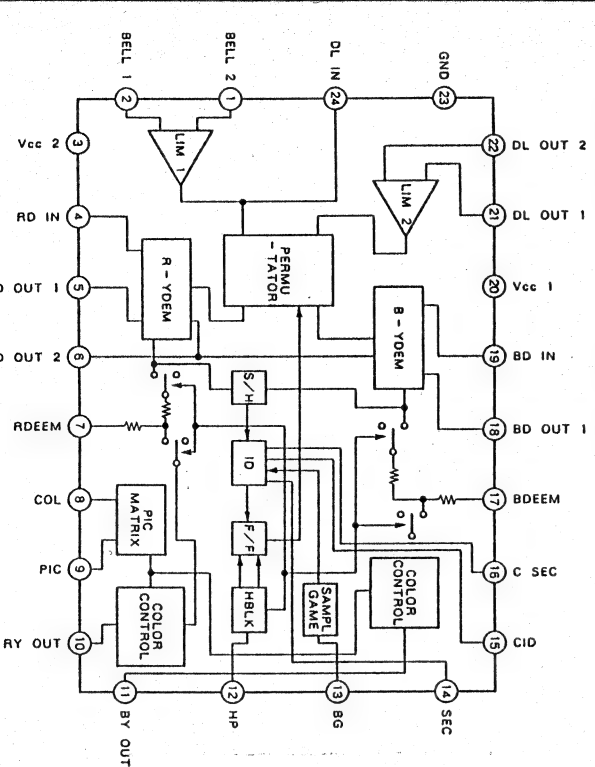 BELL 1
BELL 2
DL IN
GND
2
1
24
23
Vcc 2
3
LIM 1
22
DL OUT 2
LIM 2
RD IN
4
21
DL OUT 1
PERMU
- TATOR
R - YDEM
D OUT 1
5
20
Vcc 1
B - YDEM
D OUT 2
6
19
BD IN
S/H
RDEEM
7
18
BD OUT 1
ID
COL
8
17
BDEEM
PIC
MATRIX
F/F
PIC
9
16
C SEC
COLOR
CONTROL
HBLK
SAMPL
GAME
COLOR
CONTROL
RY OUT
10
15
CID
11
12
13
14
BY OUT
HP
BG
SEC